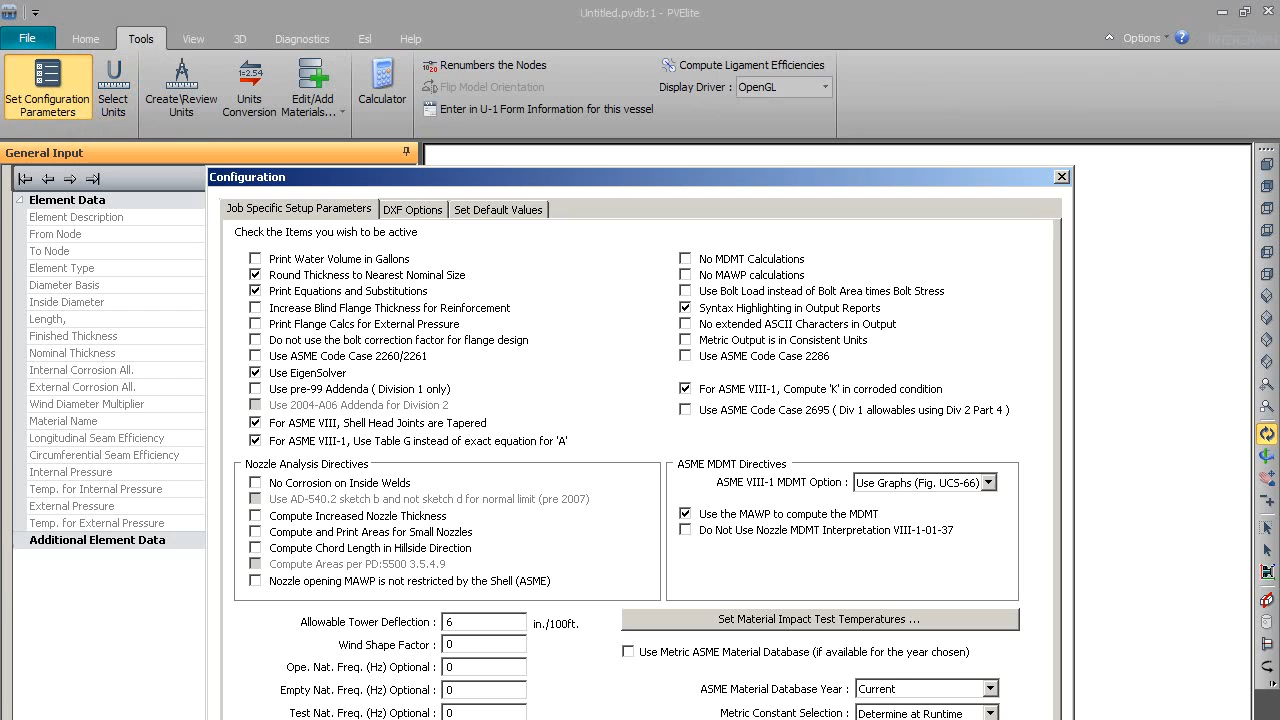 Untitled.pvdb:1 - PVElite
File
Home
Tools
View
3D
Diagnostics
Esl
Help
Options
Set Configuration
Parameters
Select
Units
Create\Review
Units
1=2.54
Units
Conversion
Edit/Add
Materials...
Calculator
Renumbers the Nodes
Flip Model Orientation
Enter in U-1 Form Information for this vessel
Compute Ligament Efficiencies
Display Driver : OpenGL
General Input
Element Data
Element Description
From Node
To Node
Element Type
Diameter Basis
Inside Diameter
Length,
Finished Thickness
Nominal Thickness
Internal Corrosion All.
External Corrosion All.
Wind Diameter Multiplier
Material Name
Longitudinal Seam Efficiency
Circumferential Seam Efficiency
Internal Pressure
Temp. for Internal Pressure
External Pressure
Temp. for External Pressure
Additional Element Data
Configuration
Job Specific Setup Parameters
DXF Options
Set Default Values
Check the Items you wish to be active
Print Water Volume in Gallons
Round Thickness to Nearest Nominal Size
Print Equations and Substitutions
Increase Blind Flange Thickness for Reinforcement
Print Flange Calcs for External Pressure
Do not use the bolt correction factor for flange design
Use ASME Code Case 2260/2261
Use EigenSolver
Use pre-99 Addenda ( Division 1 only)
Use 2004-A06 Addenda for Division 2
For ASME VIII, Shell Head Joints are Tapered
For ASME VIII-1, Use Table G instead of exact equation for 'A'
No MDMT Calculations
No MAWP calculations
Use Bolt Load instead of Bolt Area times Bolt Stress
Syntax Highlighting in Output Reports
No extended ASCII Characters in Output
Metric Output is in Consistent Units
Use ASME Code Case 2286
For ASME VIII-1, Compute 'K' in corroded condition
Use ASME Code Case 2695 ( Div 1 allowables using Div 2 Part 4 )
Nozzle Analysis Directives
No Corrosion on Inside Welds
Use AD-540.2 sketch b and not sketch d for normal limit (pre 2007)
Compute Increased Nozzle Thickness
Compute and Print Areas for Small Nozzles
Compute Chord Length in Hillside Direction
Compute Areas per PD:5500 3.5.4.9
Nozzle opening MAWP is not restricted by the Shell (ASME)
ASME MDMT Directives
ASME VIII-1 MDMT Option : Use Graphs (Fig. UCS-66)
Use the MAWP to compute the MDMT
Do Not Use Nozzle MDMT Interpretation VIII-1-01-37
Allowable Tower Deflection : 6 in./100ft.
Wind Shape Factor : 0
Ope. Nat. Freq. (Hz) Optional : 0
Empty Nat. Freq. (Hz) Optional : 0
Test Nat. Freq. (Hz) Optional : 0
Set Material Impact Test Temperatures ...
Use Metric ASME Material Database (if available for the year chosen)
ASME Material Database Year : Current
Metric Constant Selection : Determine at Runtime